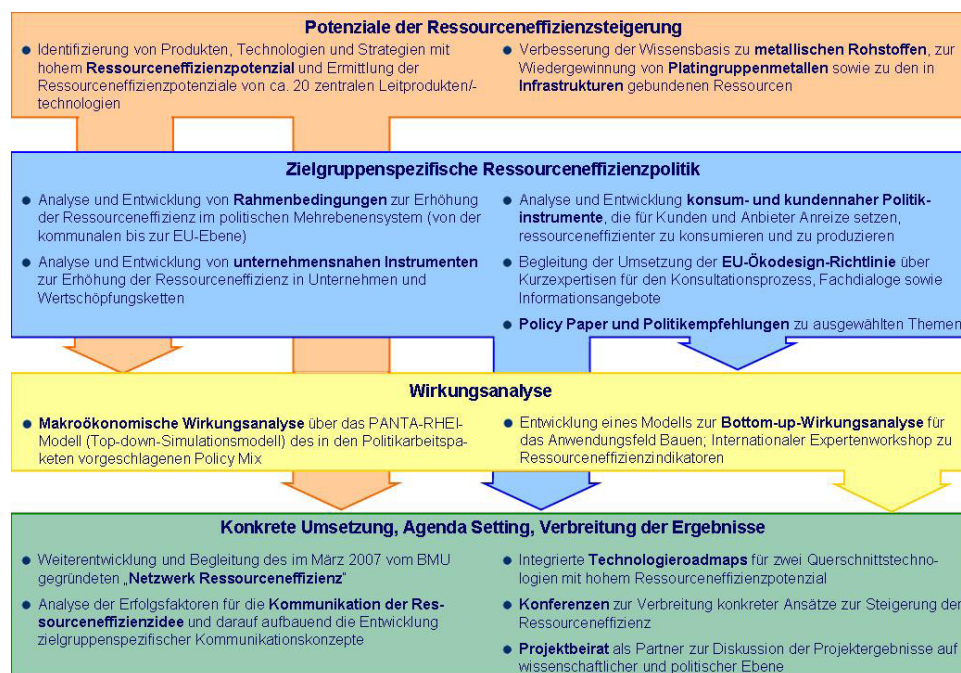 Potenziale der Ressourceneffizienzsteigerung
● Identifizierung von Produkten, Technologien und Strategien mit
hohem Ressourceneffizienzpotenzial und Ermittlung der
Ressourceneffizienzpotenziale von ca. 20 zentralen Leitprodukten/-
technologien
● Verbesserung der Wissensbasis zu metallischen Rohstoffen, zur
Wiedergewinnung von Platingruppenmetallen sowie zu den in
Infrastrukturen gebundenen Ressourcen
Zielgruppenspezifische Ressourceneffizienzpolitik
● Analyse und Entwicklung von Rahmenbedingungen zur Erhöhung
der Ressourceneffizienz im politischen Mehrebenensystem (von der
kommunalen bis zur EU-Ebene)
● Analyse und Entwicklung von unternehmensnahen Instrumenten
zur Erhöhung der Ressourceneffizienz in Unternehmen und
Wertschöpfungsketten
● Analyse und Entwicklung konsum- und kundennaher Politik-
instrumente, die für Kunden und Anbieter Anreize setzen,
ressourceneffizienter zu konsumieren und zu produzieren
● Begleitung der Umsetzung der EU-Ökodesign-Richtlinie über
Kurzexpertisen für den Konsultationsprozess, Fachdialoge sowie
Informationsangebote
● Policy Paper und Politikempfehlungen zu ausgewählten Themen
Wirkungsanalyse
● Makroökonomische Wirkungsanalyse über das PANTA-RHEI-
Modell (Top-down-Simulationsmodell) des in den Politikarbeitspa-
keten vorgeschlagenen Policy Mix
● Entwicklung eines Modells zur Bottom-up-Wirkungsanalyse für
das Anwendungsfeld Bauen; Internationaler Expertenworkshop zu
Ressourceneffizienzindikatoren
Konkrete Umsetzung, Agenda Setting, Verbreitung der Ergebnisse
● Weiterentwicklung und Begleitung des im März 2007 vom BMU
gegründeten „Netzwerk Ressourceneffizienz"
● Analyse der Erfolgsfaktoren für die Kommunikation der Res-
sourceneffizienzidee und darauf aufbauend die Entwicklung
zielgruppenspezifischer Kommunikationskonzepte
● Integrierte Technologieroadmaps für zwei Querschnittstechno-
logien mit hohem Ressourceneffizienzpotenzial
● Konferenzen zur Verbreitung konkreter Ansätze zur Steigerung der
Ressourceneffizienz
● Projektbeirat als Partner zur Diskussion der Projektergebnisse auf
wissenschaftlicher und politischer Ebene